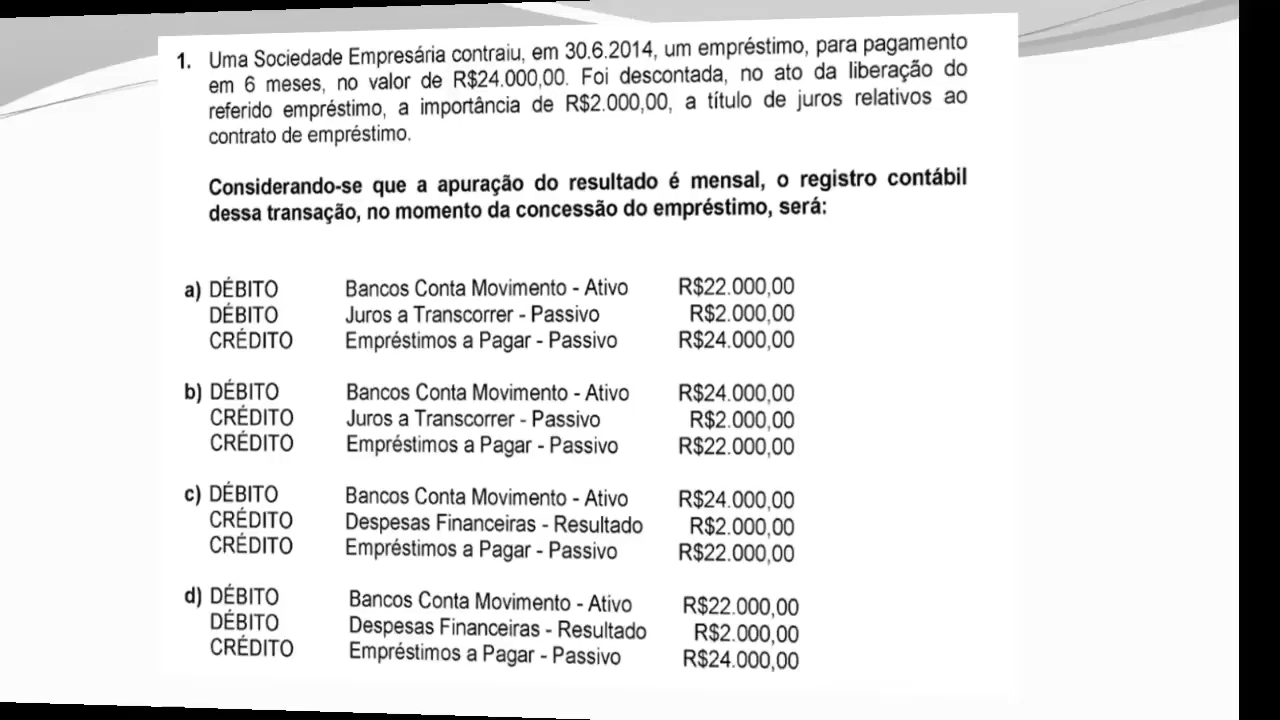 1. Uma Sociedade Empresária contraiu, em 30.6.2014, um empréstimo, para pagamento
em 6 meses, no valor de R$24.000,00. Foi descontada, no ato da liberação do
referido empréstimo, a importância de R$2.000,00, a título de juros relativos ao
contrato de empréstimo.
Considerando-se que a apuração do resultado é mensal, o registro contábil
dessa transação, no momento da concessão do empréstimo, será:
a) DÉBITO Bancos Conta Movimento - Ativo R$22.000,00
DÉBITO Juros a Transcorrer - Passivo R$2.000,00
CRÉDITO Empréstimos a Pagar - Passivo R$24.000,00
b) DÉBITO Bancos Conta Movimento - Ativo R$24.000,00
CRÉDITO Juros a Transcorrer - Passivo R$2.000,00
CRÉDITO Empréstimos a Pagar - Passivo R$22.000,00
c) DÉBITO Bancos Conta Movimento - Ativo R$24.000,00
CRÉDITO Despesas Financeiras - Resultado R$2.000,00
CRÉDITO Empréstimos a Pagar - Passivo R$22.000,00
d) DÉBITO Bancos Conta Movimento - Ativo R$22.000,00
DÉBITO Despesas Financeiras - Resultado R$2.000,00
CRÉDITO Empréstimos a Pagar - Passivo R$24.000,00